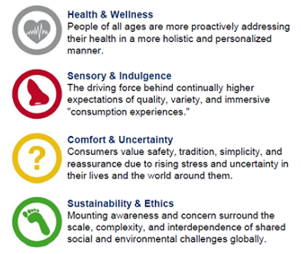 Health & Wellness
People of all ages are more proactively addressing
their health in a more holistic and personalized
manner.
Sensory & Indulgence
The driving force behind continually higher
expectations of quality, variety, and immersive
"consumption experiences."
Comfort & Uncertainty
Consumers value safety, tradition, simplicity, and
reassurance due to rising stress and uncertainty in
their lives and the world around them.
Sustainability & Ethics
Mounting awareness and concern surround the
scale, complexity, and interdependence of shared
social and environmental challenges globally.